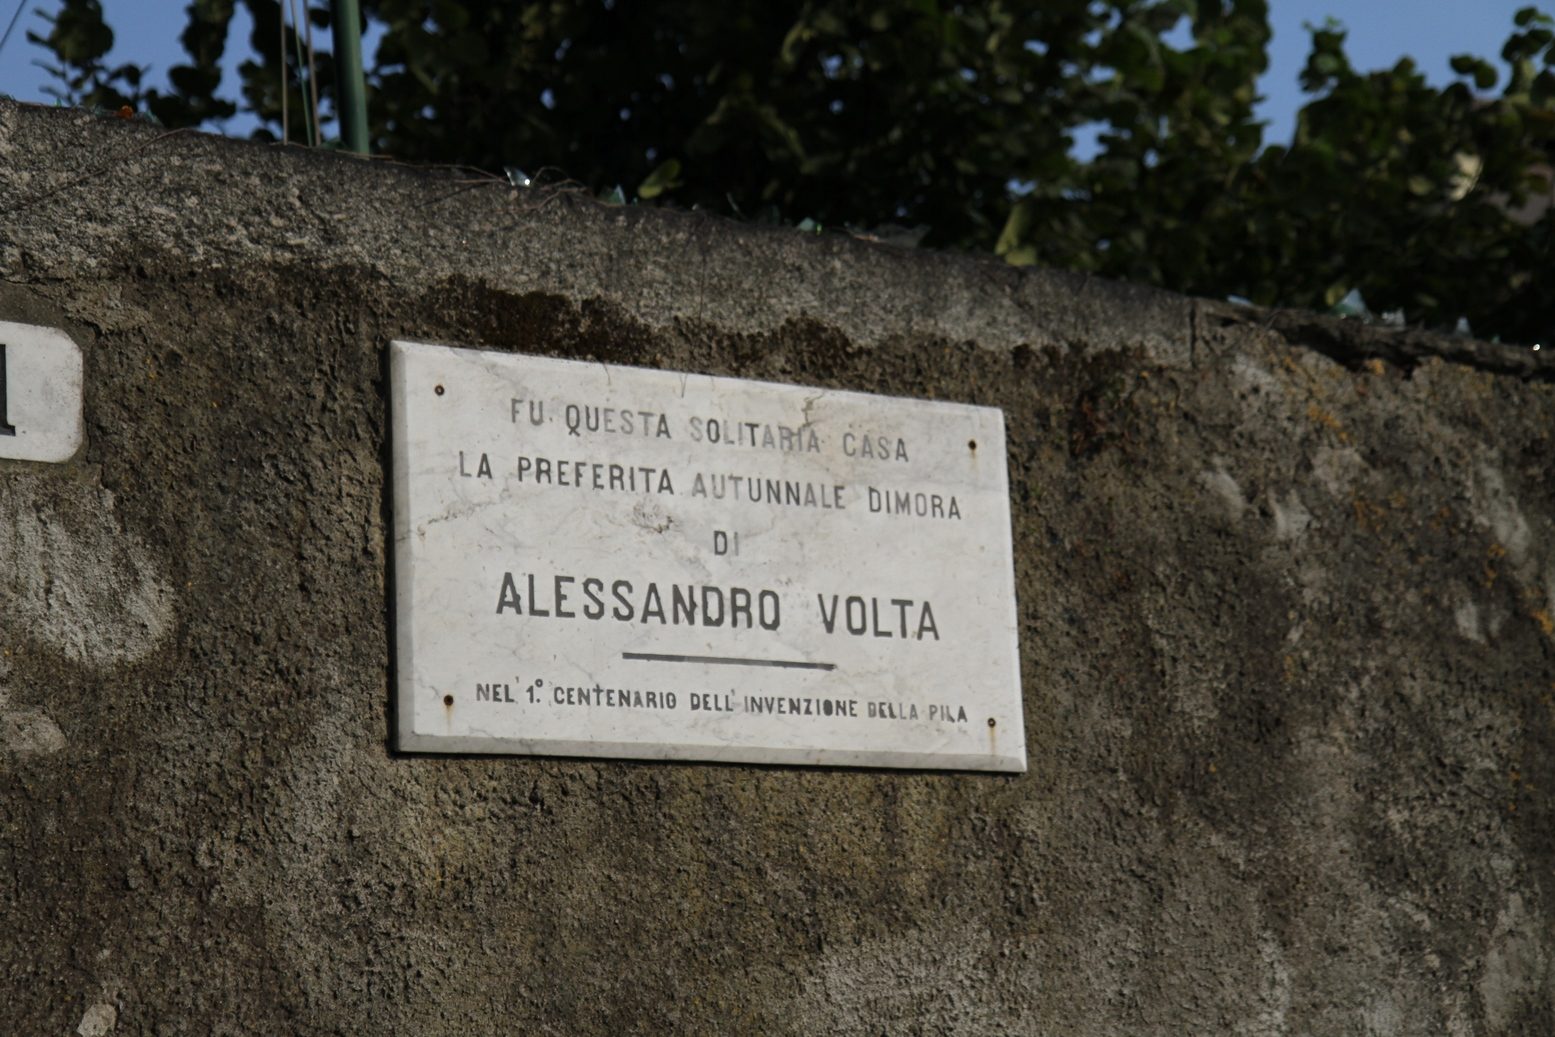 FU QUESTA SOLITARIA CASA
LA PREFERITA AUTUNNALE DIMORA
DI
ALESSANDRO VOLTA
NEL' 1° CENTENARIO DELL' INVENZIONE DELLA PILA